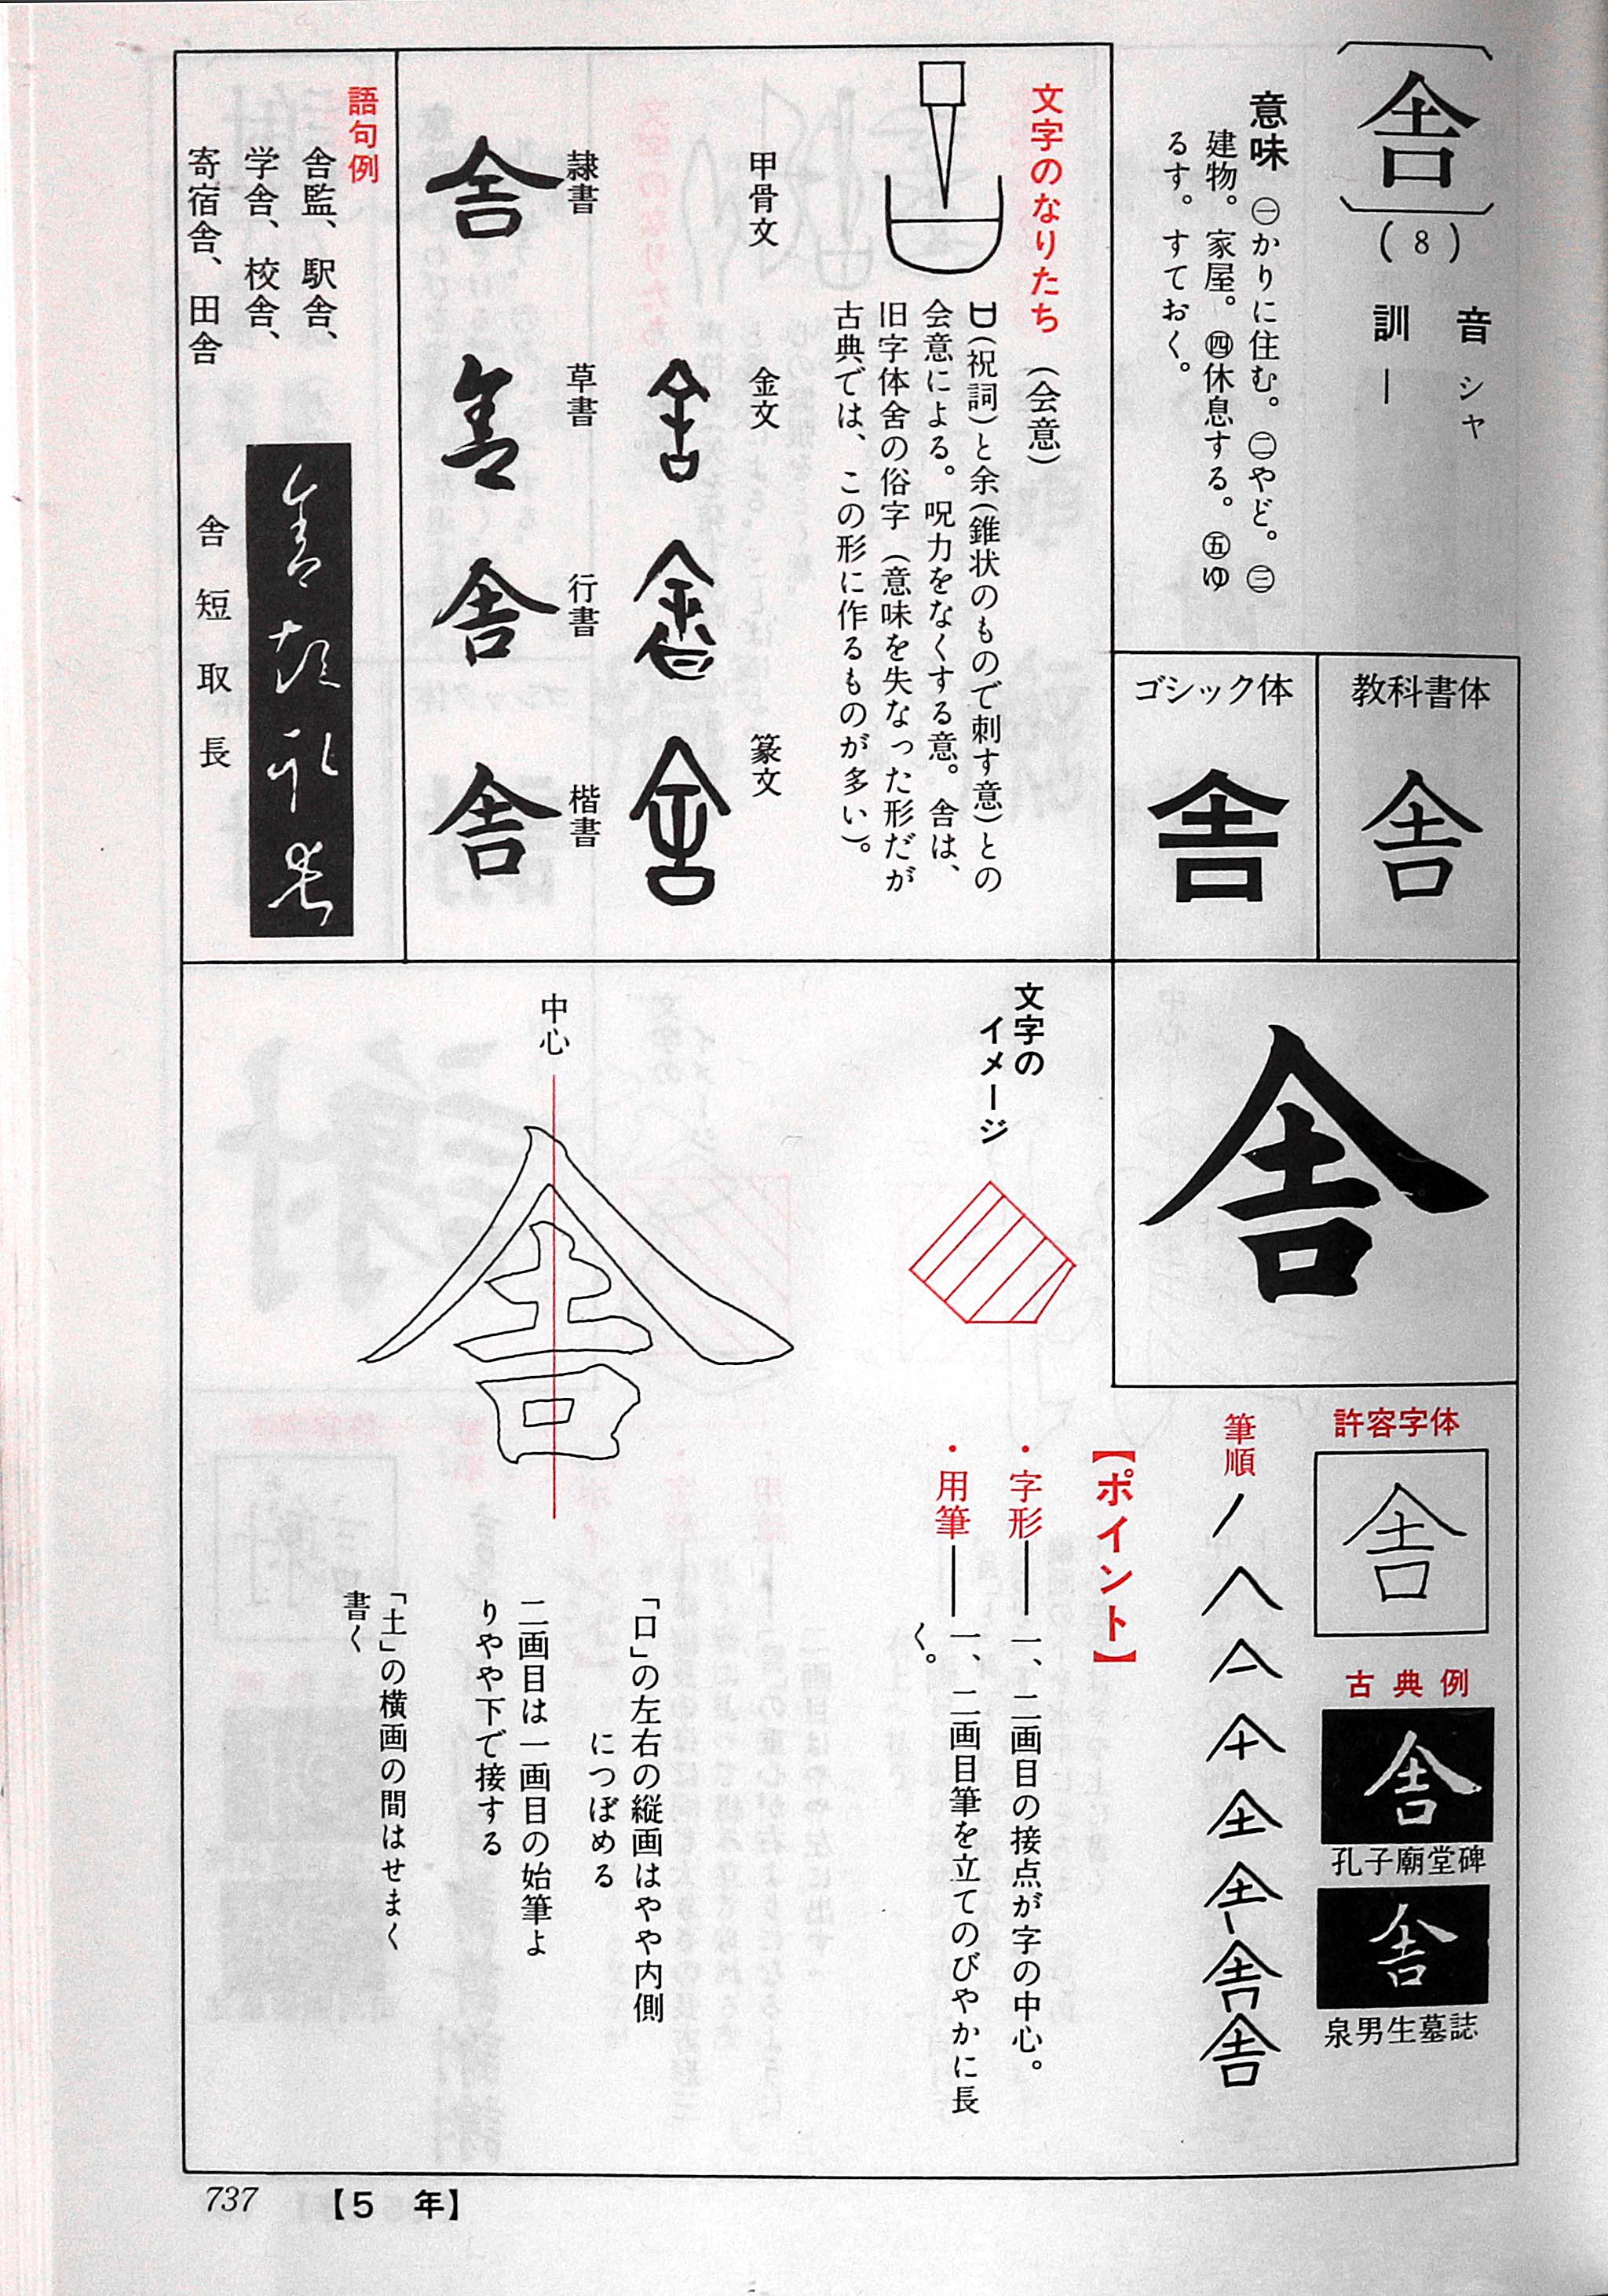 〔舎〕(8)
音 シャ
訓 ―
意味 ㊀かりに住む。㊁やど。㊂
建物。家屋。㊃休息する。㊄ゆ
るす。すておく。
教科書体
舎
ゴシック体
舎
文字のなりたち (会意)
(祝詞)と余(錐状のもので刺す意)との
会意による。呪力をなくする意。舎は、
旧字体舍の俗字(意味を失なった形だが
古典では、この形に作るものが多い)。
甲骨文
金文
篆文
隷書
舎
草書
舎
行書
舎
楷書
舎
語句例
舎監、駅舎、
学舎、校舎、
寄宿舎、田舎
舎短取長
舎
許容字体
舎
古典例
舎
孔子廟堂碑
舎
泉男生墓誌
筆順
文字の
イメージ
【ポイント】
・字形――一、二画目の接点が字の中心。
・用筆――一、二画目筆を立てのびやかに長
く。
中心
舎
「口」の左右の縦画はやや内側
につぼめる
二画目は一画目の始筆よ
りやや下で接する
「土」の横画の間はせまく
書く
737 【5 年】